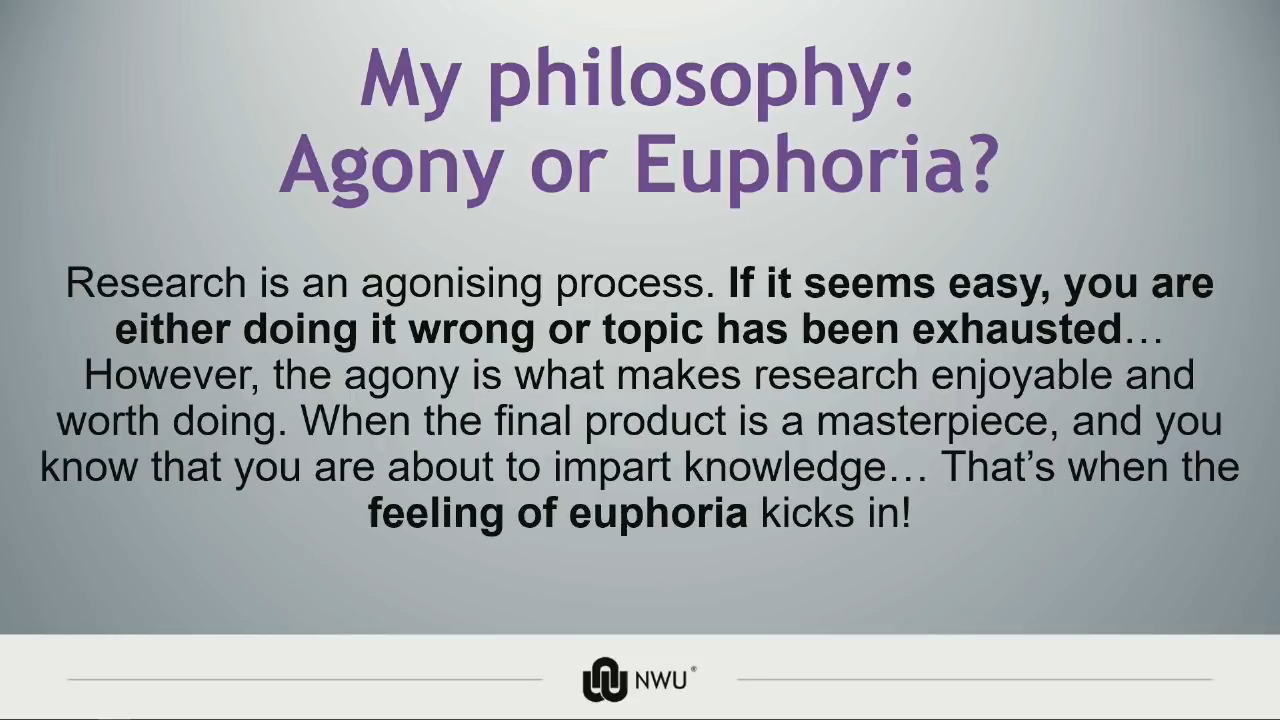 My philosophy:
Agony or Euphoria?
Research is an agonising process. If it seems easy, you are
either doing it wrong or topic has been exhausted…
However, the agony is what makes research enjoyable and
worth doing. When the final product is a masterpiece, and you
know that you are about to impart knowledge… That’s when the
feeling of euphoria kicks in!
NWU®